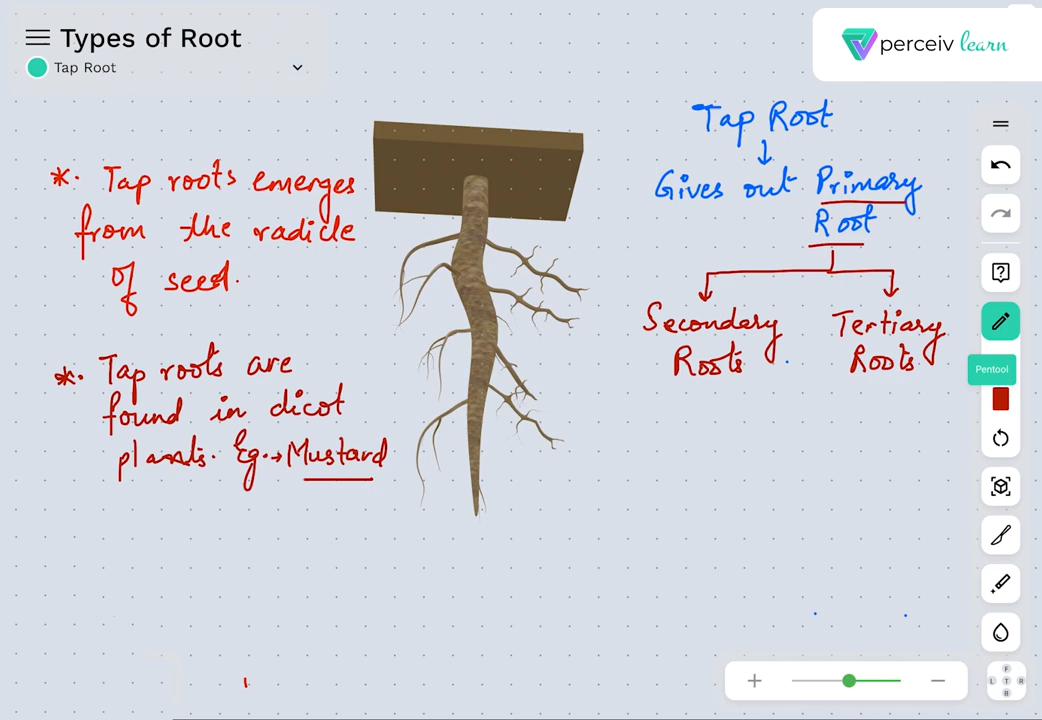 Types of Root
Tap Root
perceiv learn
Tap Root
Gives out Primary
Root
Secondary
Roots
Tertiary
Roots
*. Tap roots emerges
from the radicle
of seed.
*. Tap roots are
found in dicot
plants. Eg.→ Mustard
Pentool
F
L T R
B